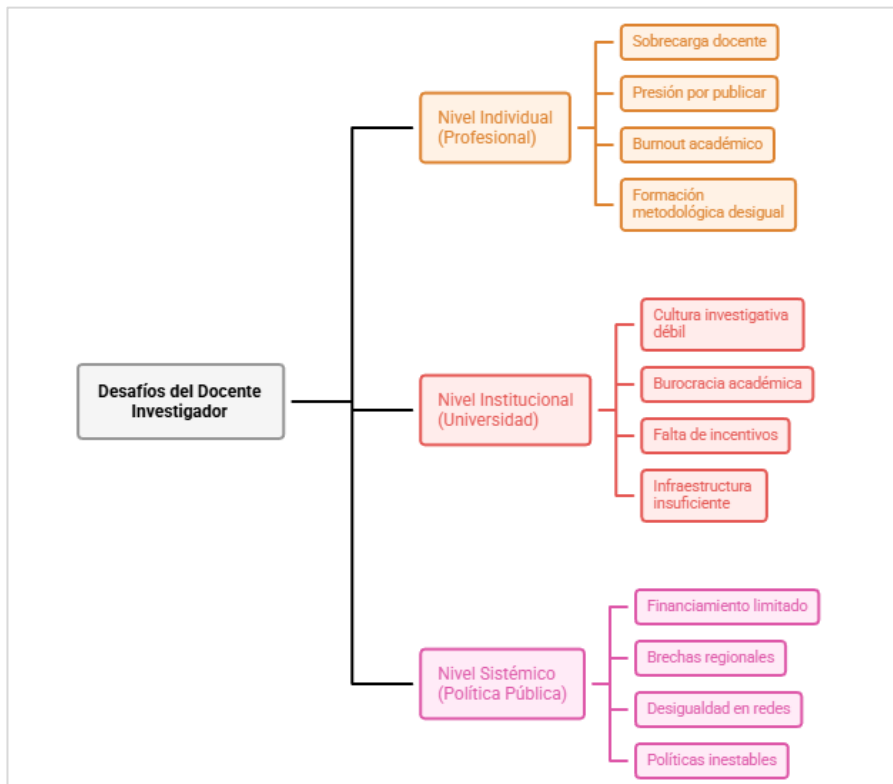 Desafíos del Docente
Investigador
Nivel Individual
(Profesional)
Sobrecarga docente
Presión por publicar
Burnout académico
Formación
metodológica desigual
Nivel Institucional
(Universidad)
Cultura investigativa
débil
Burocracia académica
Falta de incentivos
Infraestructura
insuficiente
Nivel Sistémico
(Política Pública)
Financiamiento limitado
Brechas regionales
Desigualdad en redes
Políticas inestables